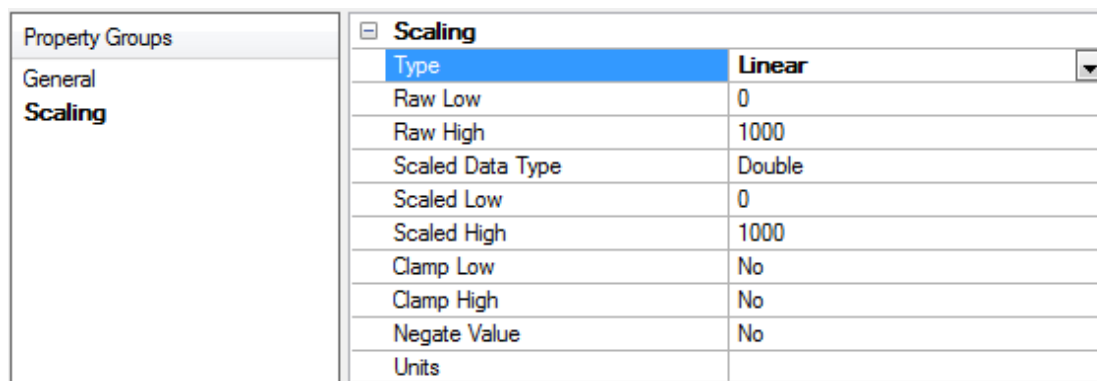 Property Groups
General
Scaling
Scaling
Type Linear
Raw Low 0
Raw High 1000
Scaled Data Type Double
Scaled Low 0
Scaled High 1000
Clamp Low No
Clamp High No
Negate Value No
Units